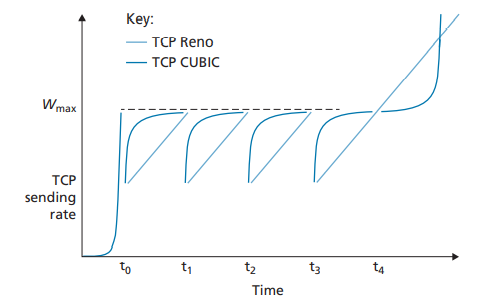 Key:
TCP Reno
TCP CUBIC
Wmax
TCP
sending
rate
t0 t1 t2 t3 t4
Time